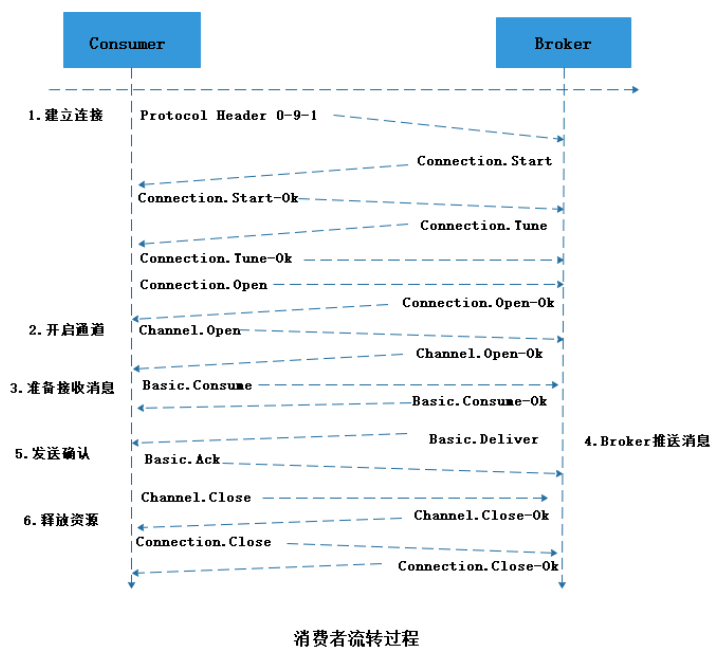 Consumer
Broker
1.建立连接
Protocol Header 0-9-1
Connection.Start
Connection.Start-Ok
Connection.Tune
Connection.Tune-Ok
Connection.Open
Connection.Open-Ok
2.开启通道
Channel.Open
Channel.Open-Ok
3.准备接收消息
Basic.Consume
Basic.Consume-Ok
Basic.Deliver
4.Broker推送消息
5.发送确认
Basic.Ack
Channel.Close
Channel.Close-Ok
6.释放资源
Connection.Close
Connection.Close-Ok
消费者流转过程